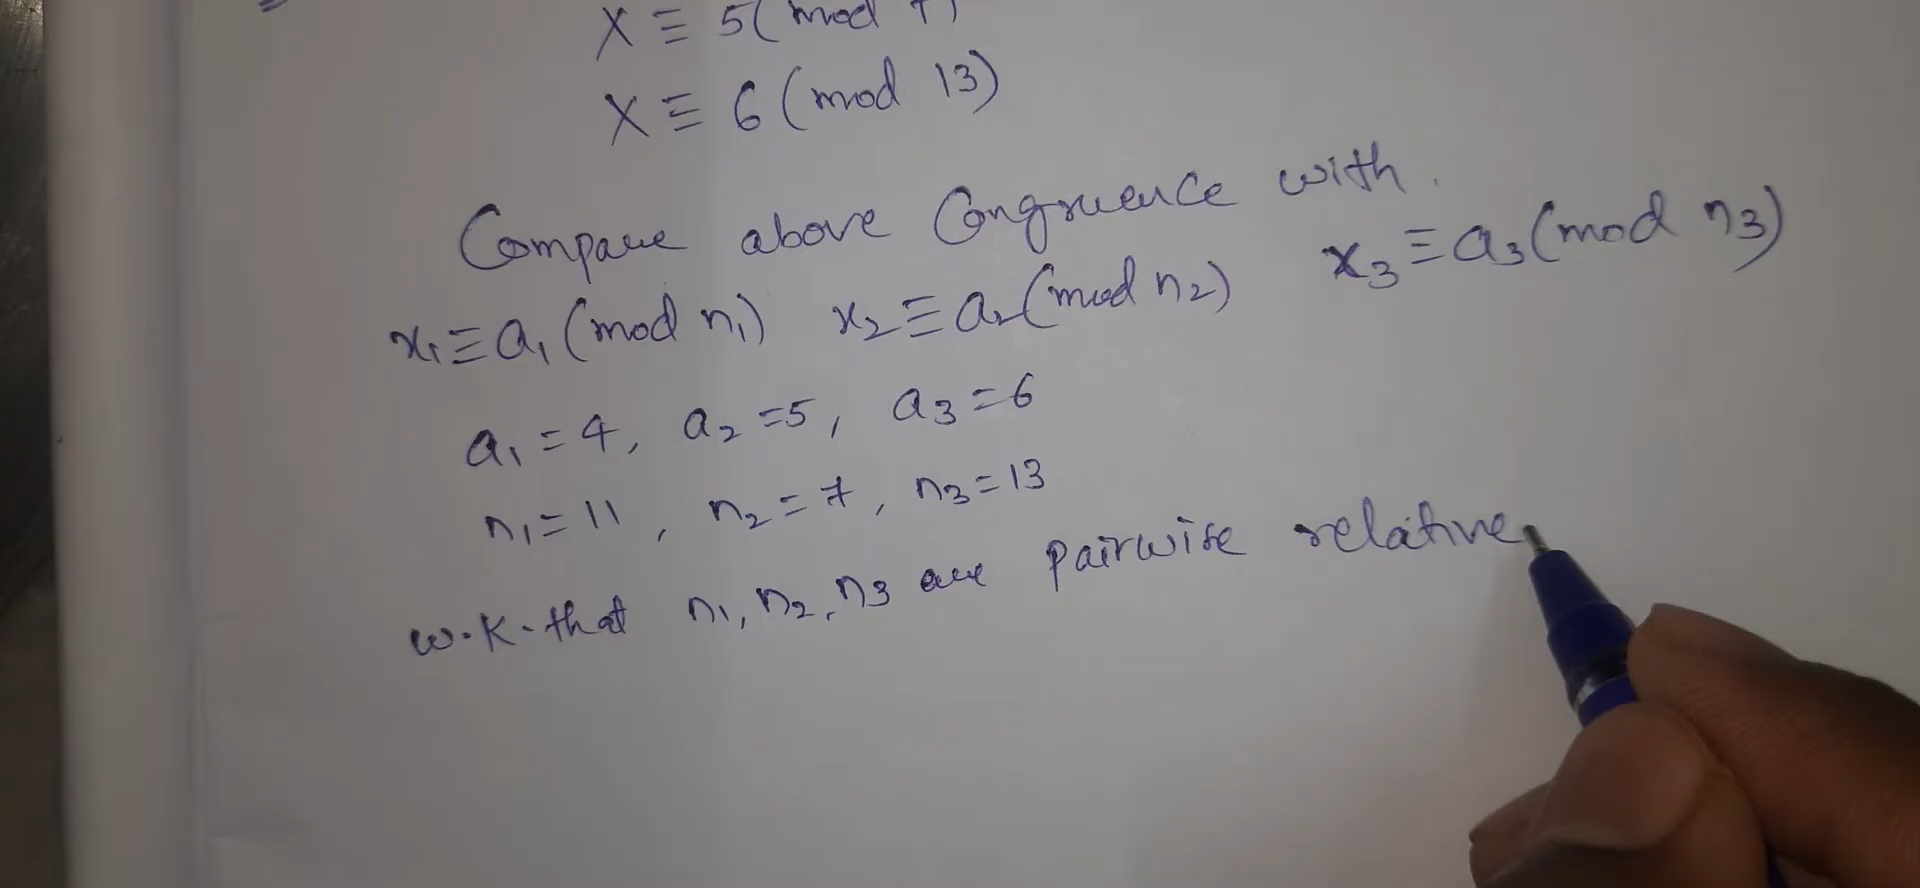 X ≡ 5(mod 7)
X ≡ 6(mod 13)
Compare above Congruence with.
x₁≡a₁(mod n₁) x₂≡a₂(mod n₂) x₃≡a₃(mod n₃)
a₁=4, a₂=5, a₃=6
n₁=11, n₂=7, n₃=13
w.k.that n₁,n₂,n₃ are pairwise relative